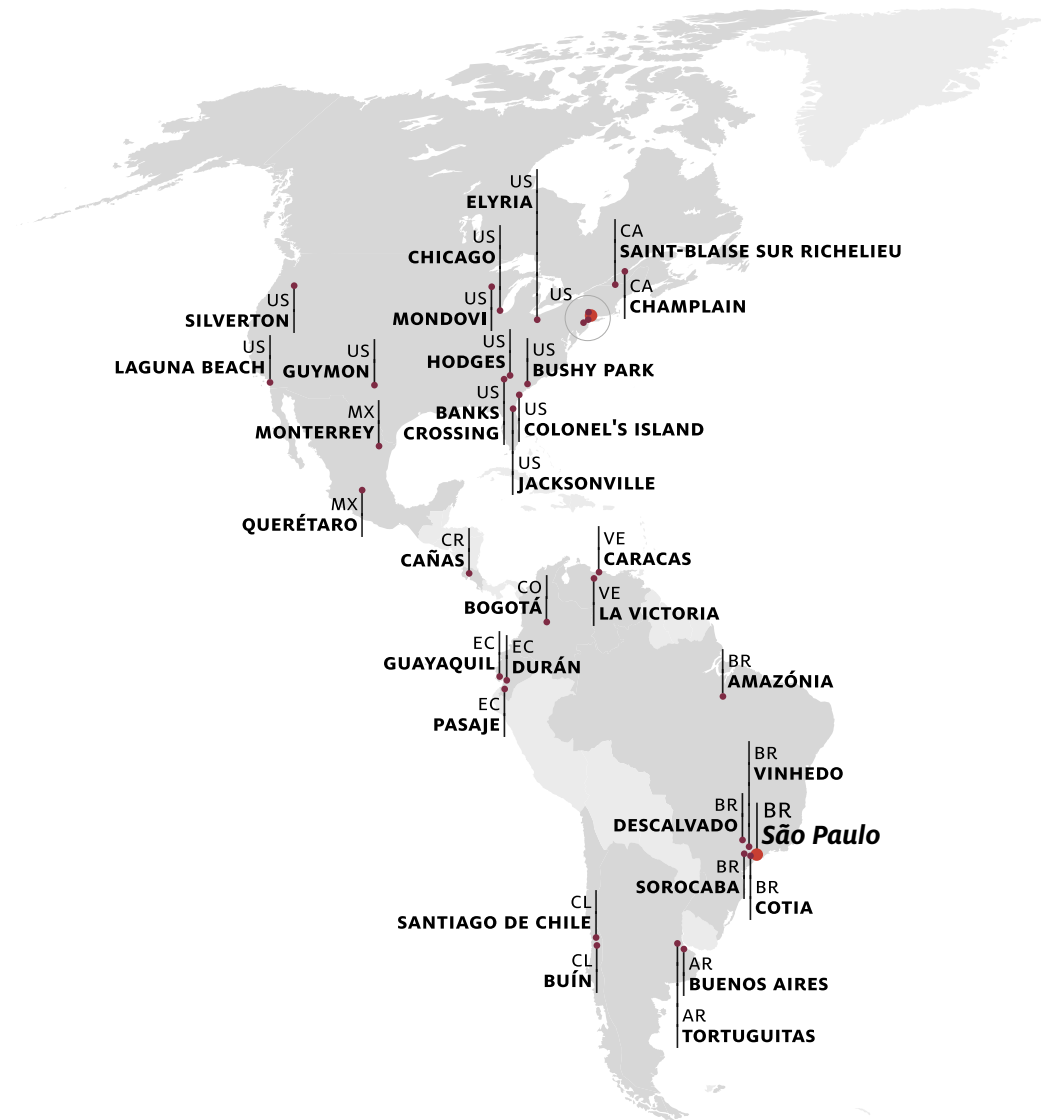 US
ELYRIA
US
CHICAGO
CA
SAINT-BLAISE SUR RICHELIEU
US
SILVERTON
US
MONDOVI
US
CA
CHAMPLAIN
US
LAGUNA BEACH
US
GUYMON
US
HODGES
US
BUSHY PARK
MX
MONTERREY
US
BANKS
CROSSING
US
COLONEL'S ISLAND
US
JACKSONVILLE
MX
QUERÉTARO
CR
CAÑAS
VE
CARACAS
CO
BOGOTÁ
VE
LA VICTORIA
EC
GUAYAQUIL
EC
DURÁN
EC
PASAJE
BR
AMAZÓNIA
BR
VINHEDO
BR
DESCALVADO
BR
São Paulo
BR
SOROCABA
BR
COTIA
CL
SANTIAGO DE CHILE
CL
BUÍN
AR
BUENOS AIRES
AR
TORTUGUITAS